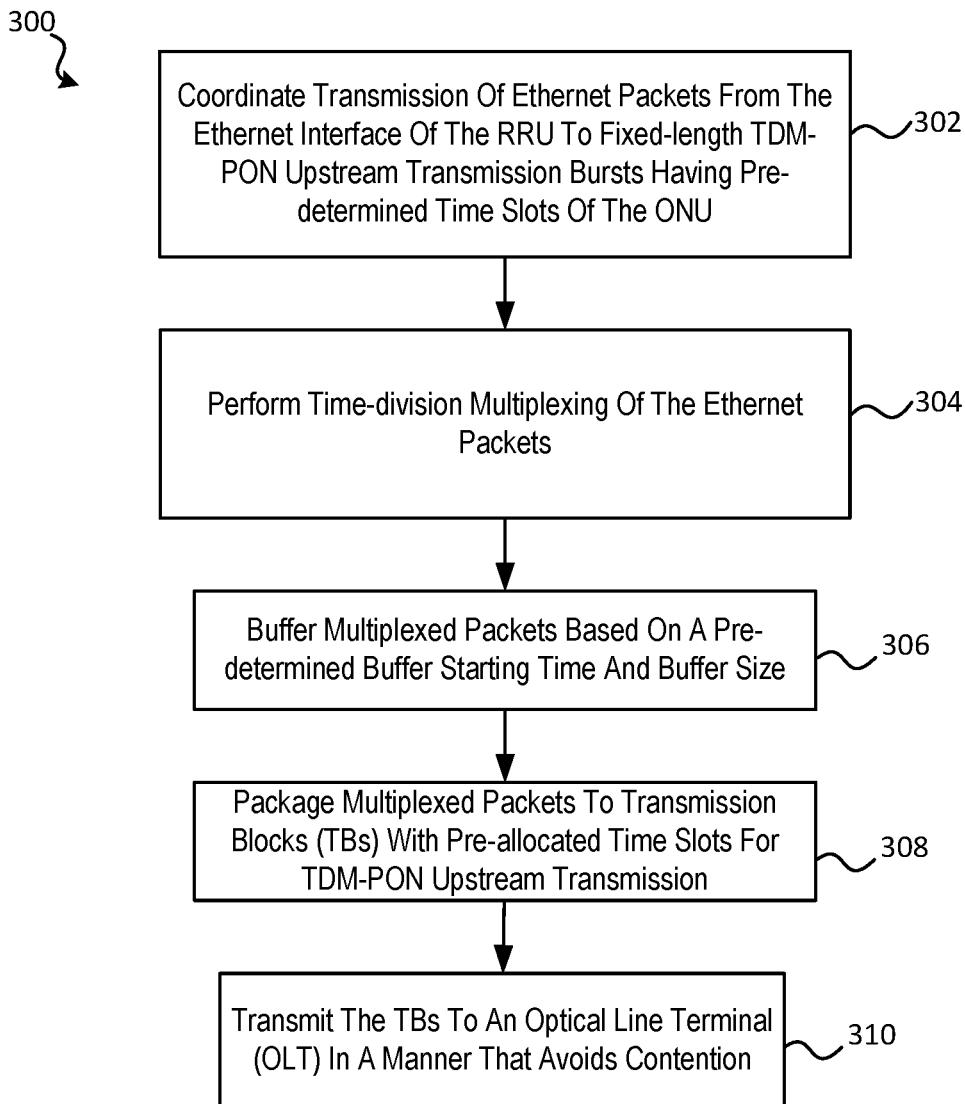 300
Coordinate Transmission Of Ethernet Packets From The
Ethernet Interface Of The RRU To Fixed-length TDM-
PON Upstream Transmission Bursts Having Pre-
determined Time Slots Of The ONU
302
Perform Time-division Multiplexing Of The Ethernet
Packets
304
Buffer Multiplexed Packets Based On A Pre-
determined Buffer Starting Time And Buffer Size
306
Package Multiplexed Packets To Transmission
Blocks (TBs) With Pre-allocated Time Slots For
TDM-PON Upstream Transmission
308
Transmit The TBs To An Optical Line Terminal
(OLT) In A Manner That Avoids Contention
310